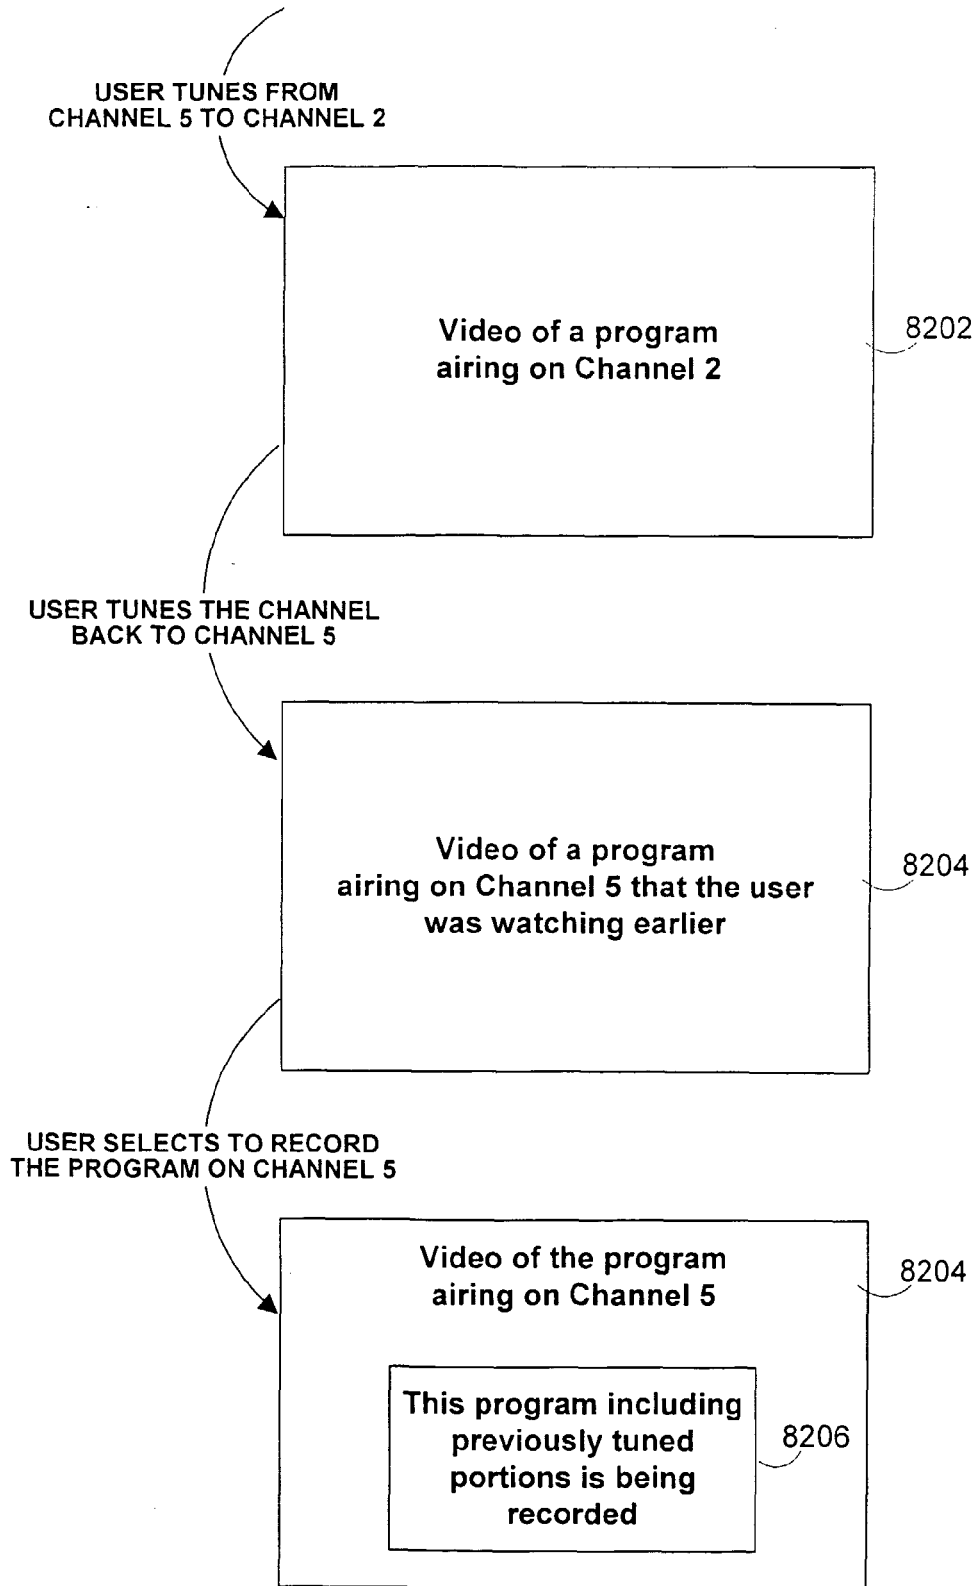 USER TUNES FROM
CHANNEL 5 TO CHANNEL 2
Video of a program
airing on Channel 2
8202
USER TUNES THE CHANNEL
BACK TO CHANNEL 5
Video of a program
airing on Channel 5 that the user
was watching earlier
8204
USER SELECTS TO RECORD
THE PROGRAM ON CHANNEL 5
Video of the program
airing on Channel 5
8204
This program including
previously tuned
portions is being
recorded
8206